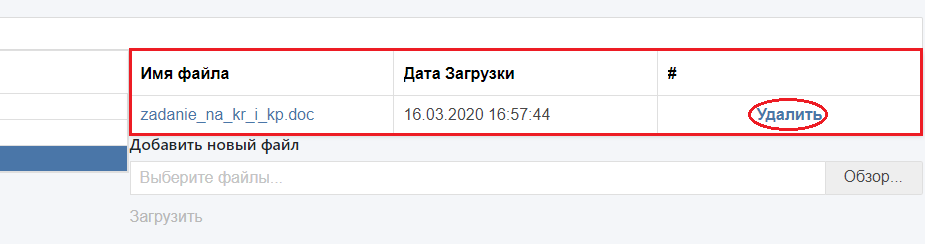 Имя файла Дата Загрузки #
zadanie_na_kr_i_kp.doc 16.03.2020 16:57:44 Удалить
Добавить новый файл
Выберите файлы... Обзор...
Загрузить